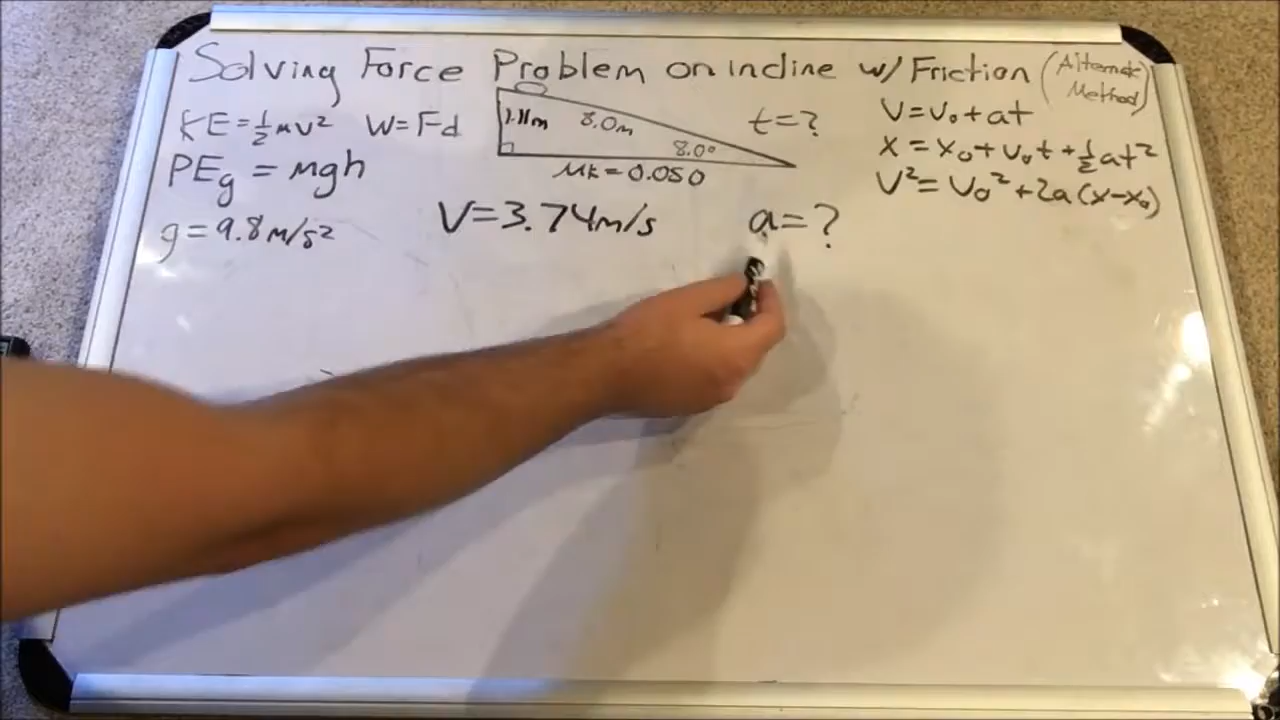 Solving Force Problem on incline w/ Friction (Alternate Method)
KE = ½mv² W = Fd
PEg = mgh
g = 9.8 m/s²
1.11m 8.0m
8.0°
μk = 0.050
t = ?
V = V₀ + at
X = X₀ + V₀t + ½at²
V² = V₀² + 2a(x-x₀)
V = 3.74 m/s a = ?